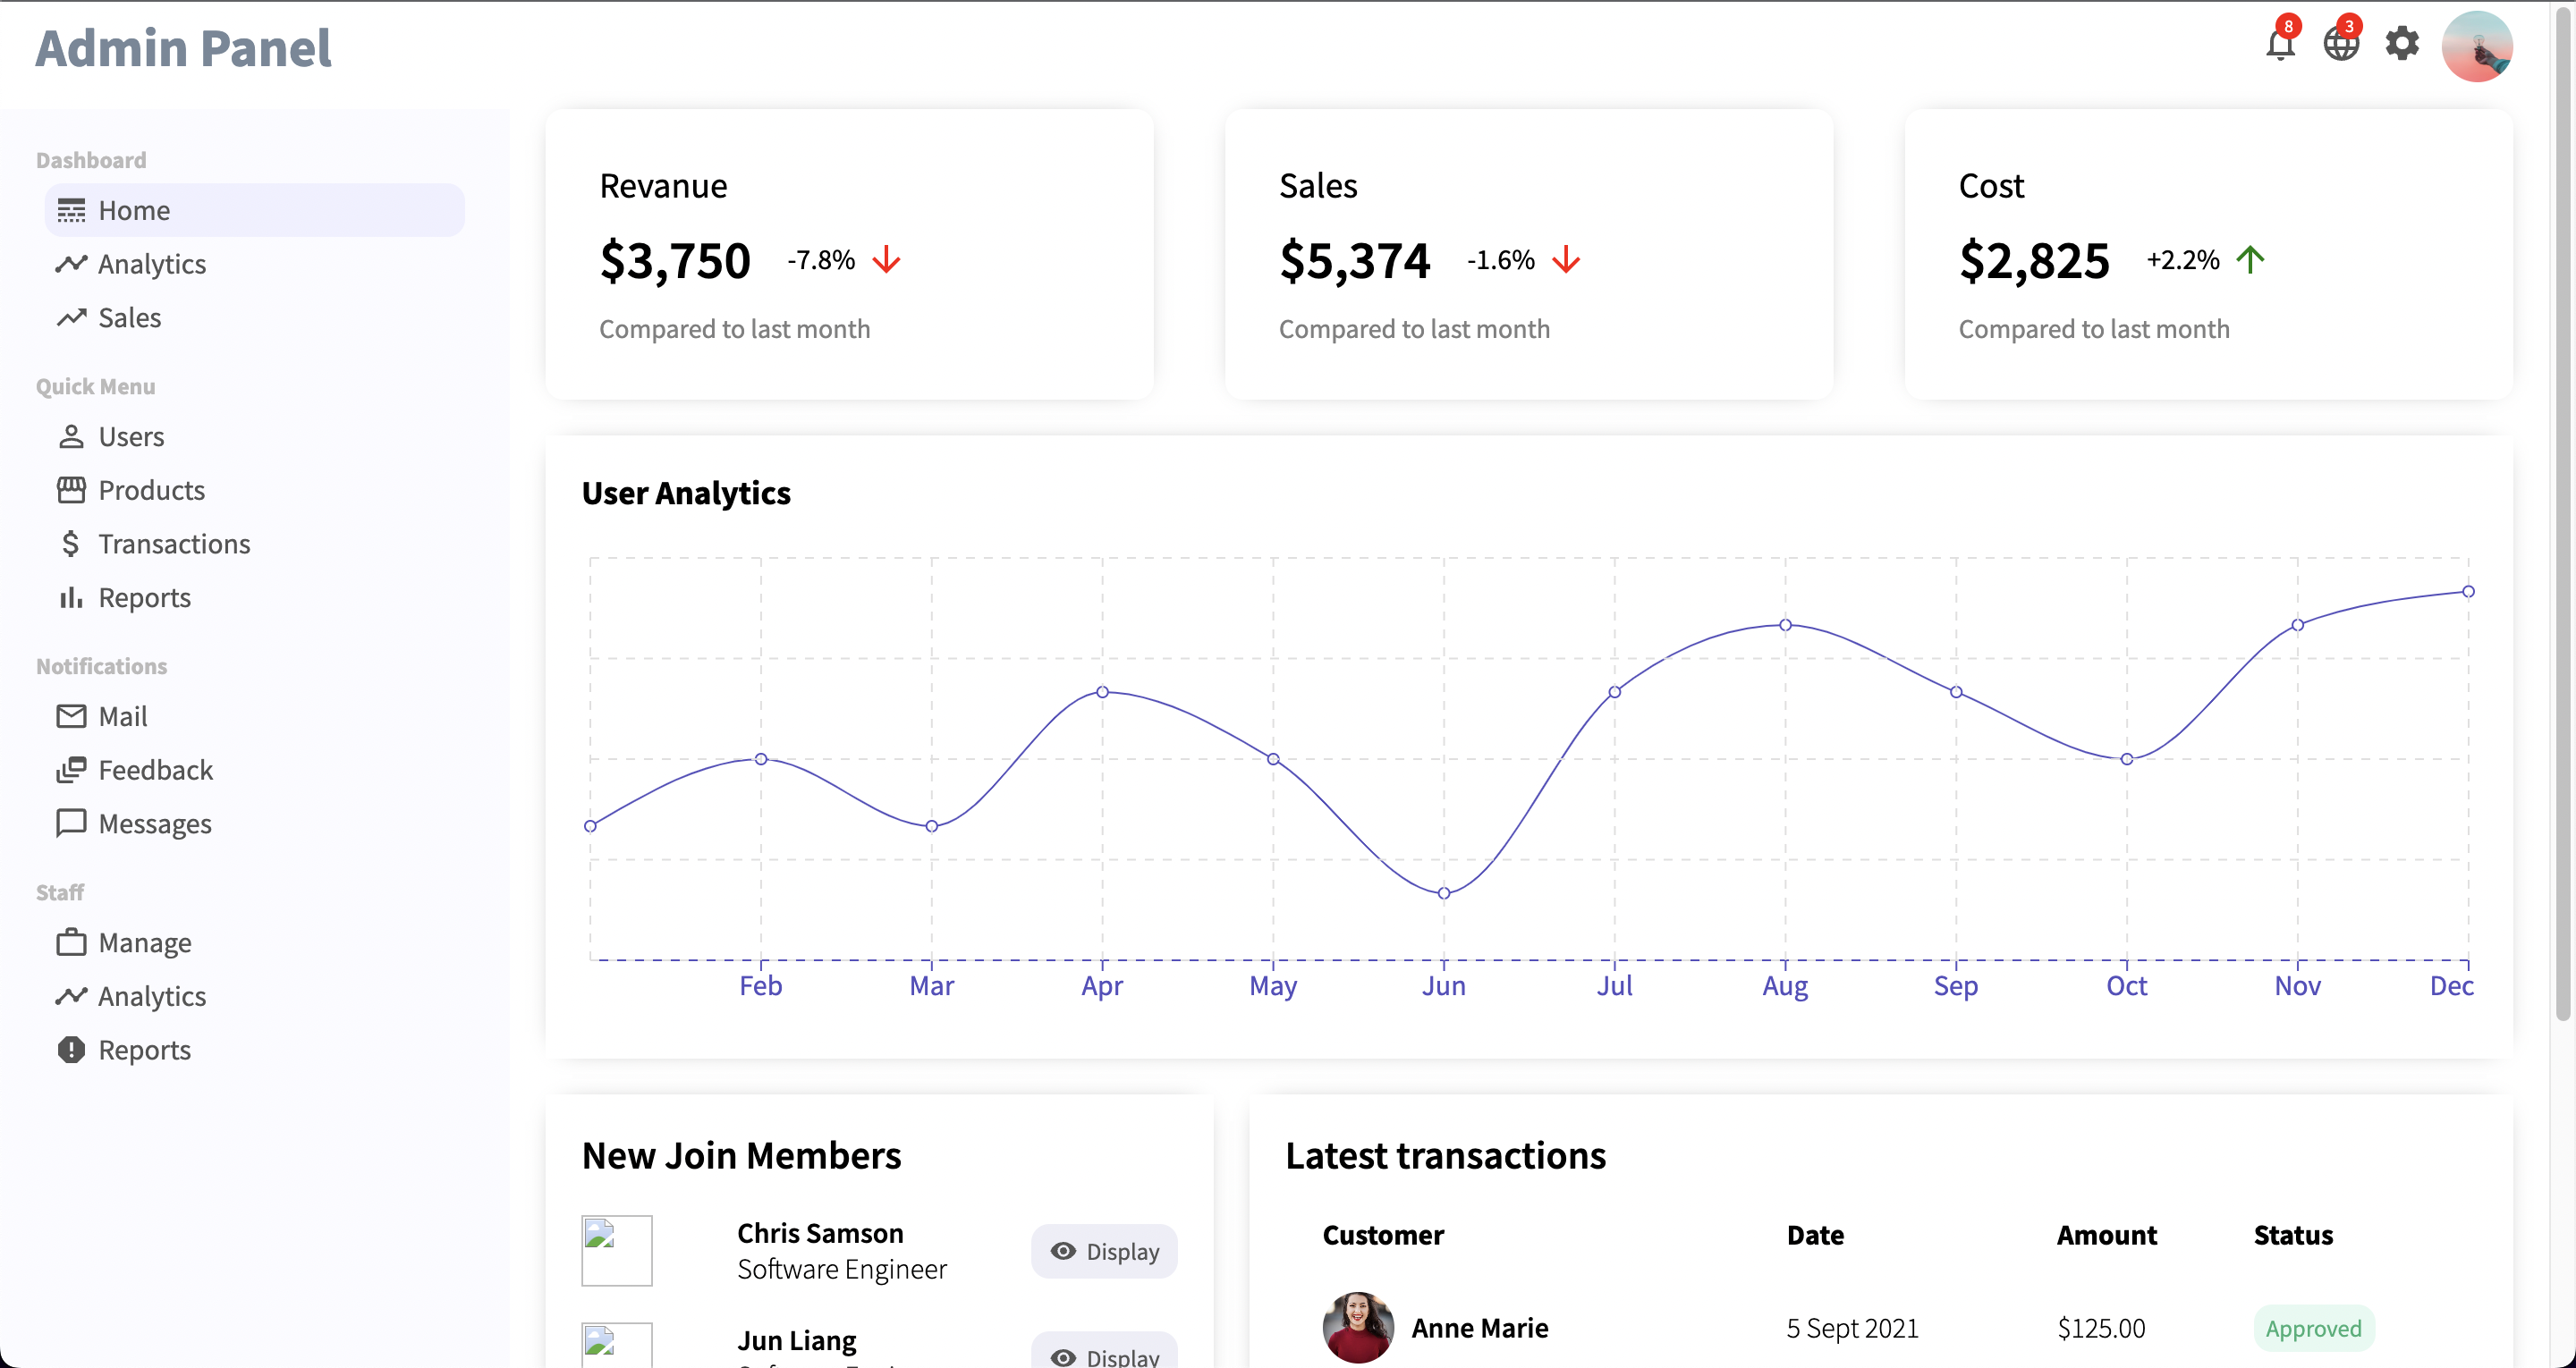 Admin Panel
8
3
Dashboard
Home
Analytics
Sales
Quick Menu
Users
Products
Transactions
Reports
Notifications
Mail
Feedback
Messages
Staff
Manage
Analytics
Reports
Revanue
$3,750 -7.8%
Compared to last month
Sales
$5,374 -1.6%
Compared to last month
Cost
$2,825 +2.2%
Compared to last month
User Analytics
Feb Mar Apr May Jun Jul Aug Sep Oct Nov Dec
New Join Members
Chris Samson
Software Engineer
Display
Jun Liang
Display
Latest transactions
Customer Date Amount Status
Anne Marie 5 Sept 2021 $125.00 Approved